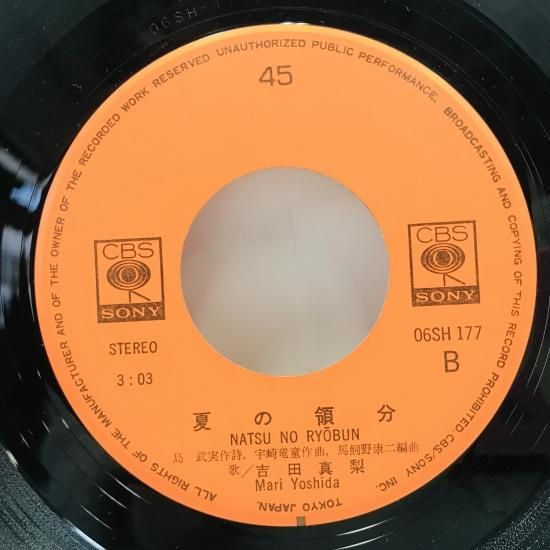 06SH-
UNAUTHORIZED PUBLIC PERFORMANCE, BROADCASTING AND COPYING OF THIS RECORD PROHIBITED. CBS/SONY INC. TOKYO JAPAN.
ALL RIGHTS OF THE MANUFACTURER AND OF THE OWNER OF THE RECORDED WORK RESERVED
45
CBS
SONY
CBS
SONY
STEREO
3:03
06SH 177
B
夏の領分
NATSU NO RYŌBUN
島 武実作詩, 宇崎竜童作曲, 馬飼野康二編曲
歌/吉田真梨
Mari Yoshida